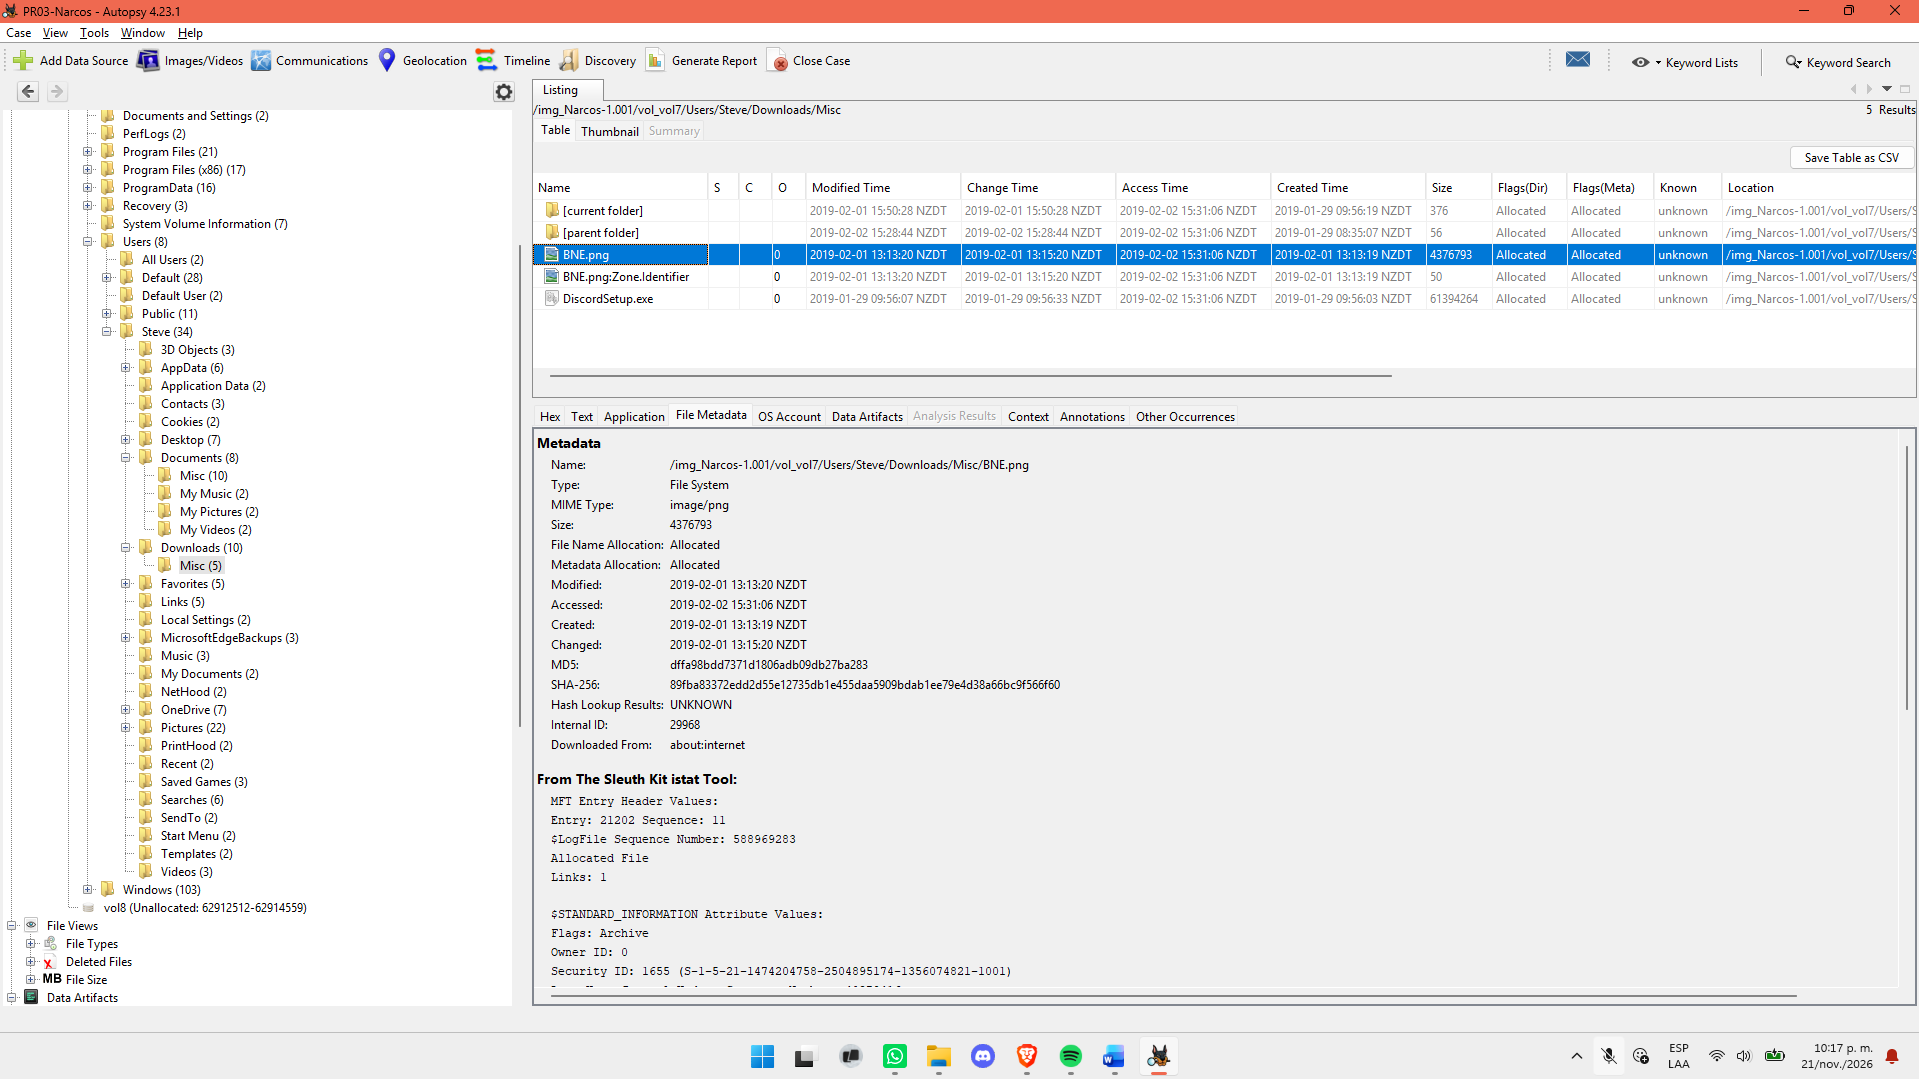 PR03-Narcos - Autopsy 4.23.1
Case View Tools Window Help
Add Data Source Images/Videos Communications Geolocation Timeline Discovery Generate Report Close Case Keyword Lists Keyword Search
Documents and Settings (2)
PerfLogs (2)
Program Files (21)
Program Files (x86) (17)
ProgramData (16)
Recovery (3)
System Volume Information (7)
Users (8)
All Users (2)
Default (28)
Default User (2)
Public (11)
Steve (34)
3D Objects (3)
AppData (6)
Application Data (2)
Contacts (3)
Cookies (2)
Desktop (7)
Documents (8)
Misc (10)
My Music (2)
My Pictures (2)
My Videos (2)
Downloads (10)
Misc (5)
Favorites (5)
Links (5)
Local Settings (2)
MicrosoftEdgeBackups (3)
Music (3)
My Documents (2)
NetHood (2)
OneDrive (7)
Pictures (22)
PrintHood (2)
Recent (2)
Saved Games (3)
Searches (6)
SendTo (2)
Start Menu (2)
Templates (2)
Videos (3)
Windows (103)
vol8 (Unallocated: 62912512-62914559)
File Views
File Types
Deleted Files
MB File Size
Data Artifacts
Listing
/img_Narcos-1.001/vol_vol7/Users/Steve/Downloads/Misc 5 Results
Table Thumbnail Summary
Save Table as CSV
Name S C O Modified Time Change Time Access Time Created Time Size Flags(Dir) Flags(Meta) Known Location
[current folder] 2019-02-01 15:50:28 NZDT 2019-02-01 15:50:28 NZDT 2019-02-02 15:31:06 NZDT 2019-01-29 09:56:19 NZDT 376 Allocated Allocated unknown /img_Narcos-1.001/vol_vol7/Users/S
[parent folder] 2019-02-02 15:28:44 NZDT 2019-02-02 15:28:44 NZDT 2019-02-02 15:31:06 NZDT 2019-01-29 08:35:07 NZDT 56 Allocated Allocated unknown /img_Narcos-1.001/vol_vol7/Users/S
BNE.png 0 2019-02-01 13:13:20 NZDT 2019-02-01 13:15:20 NZDT 2019-02-02 15:31:06 NZDT 2019-02-01 13:13:19 NZDT 4376793 Allocated Allocated unknown /img_Narcos-1.001/vol_vol7/Users/S
BNE.png:Zone.Identifier 0 2019-02-01 13:13:20 NZDT 2019-02-01 13:15:20 NZDT 2019-02-02 15:31:06 NZDT 2019-02-01 13:13:19 NZDT 50 Allocated Allocated unknown /img_Narcos-1.001/vol_vol7/Users/S
DiscordSetup.exe 0 2019-01-29 09:56:07 NZDT 2019-01-29 09:56:33 NZDT 2019-02-02 15:31:06 NZDT 2019-01-29 09:56:03 NZDT 61394264 Allocated Allocated unknown /img_Narcos-1.001/vol_vol7/Users/S
Hex Text Application File Metadata OS Account Data Artifacts Analysis Results Context Annotations Other Occurrences
Metadata
Name: /img_Narcos-1.001/vol_vol7/Users/Steve/Downloads/Misc/BNE.png
Type: File System
MIME Type: image/png
Size: 4376793
File Name Allocation: Allocated
Metadata Allocation: Allocated
Modified: 2019-02-01 13:13:20 NZDT
Accessed: 2019-02-02 15:31:06 NZDT
Created: 2019-02-01 13:13:19 NZDT
Changed: 2019-02-01 13:15:20 NZDT
MD5: dffa98bdd7371d1806adb09db27ba283
SHA-256: 89fba83372edd2d55e12735db1e455daa5909bdab1ee79e4d38a66bc9f566f60
Hash Lookup Results: UNKNOWN
Internal ID: 29968
Downloaded From: about:internet
From The Sleuth Kit istat Tool:
MFT Entry Header Values:
Entry: 21202 Sequence: 11
$LogFile Sequence Number: 588969283
Allocated File
Links: 1
$STANDARD_INFORMATION Attribute Values:
Flags: Archive
Owner ID: 0
Security ID: 1655 (S-1-5-21-1474204758-2504895174-1356074821-1001)
ESP
LAA
10:17 p. m.
21/nov./2026